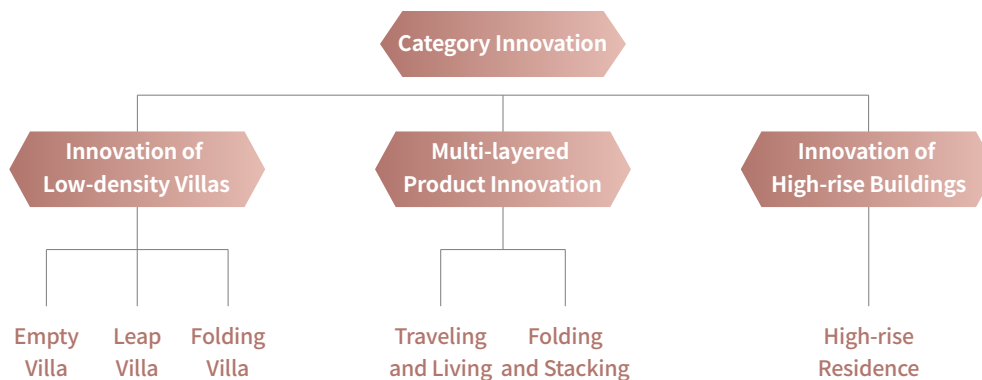 Category Innovation
Innovation of
Low-density Villas
Multi-layered
Product Innovation
Innovation of
High-rise Buildings
Empty
Villa
Leap
Villa
Folding
Villa
Traveling
and Living
Folding
and Stacking
High-rise
Residence